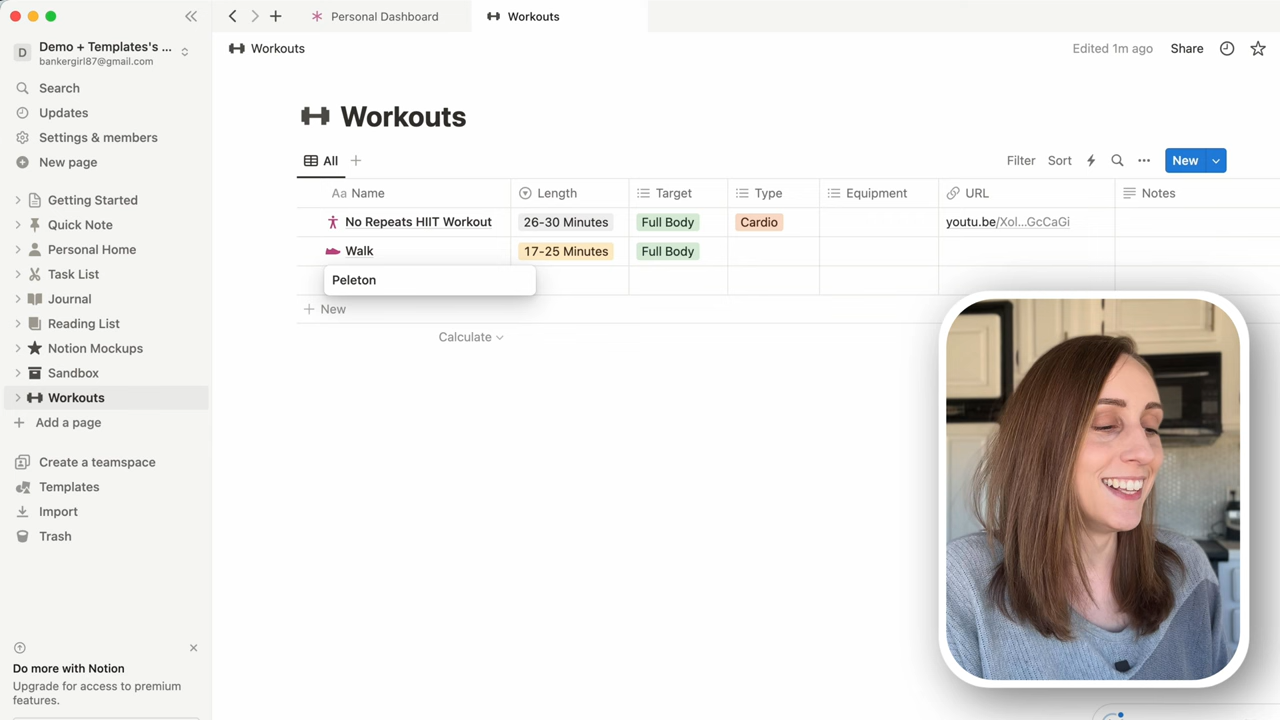 Personal Dashboard
Workouts
D
Demo + Templates's ...
bankergirl87@gmail.com
Workouts
Edited 1m ago
Share
Search
Updates
Settings & members
New page
Workouts
All
Filter
Sort
New
Aa Name
Length
Target
Type
Equipment
URL
Notes
Getting Started
Quick Note
Personal Home
Task List
Journal
Reading List
Notion Mockups
Sandbox
Workouts
Add a page
No Repeats HIIT Workout
26-30 Minutes
Full Body
Cardio
youtu.be/Xol...GcCaGi
Walk
17-25 Minutes
Full Body
Peleton
New
Calculate
Create a teamspace
Templates
Import
Trash
Do more with Notion
Upgrade for access to premium
features.